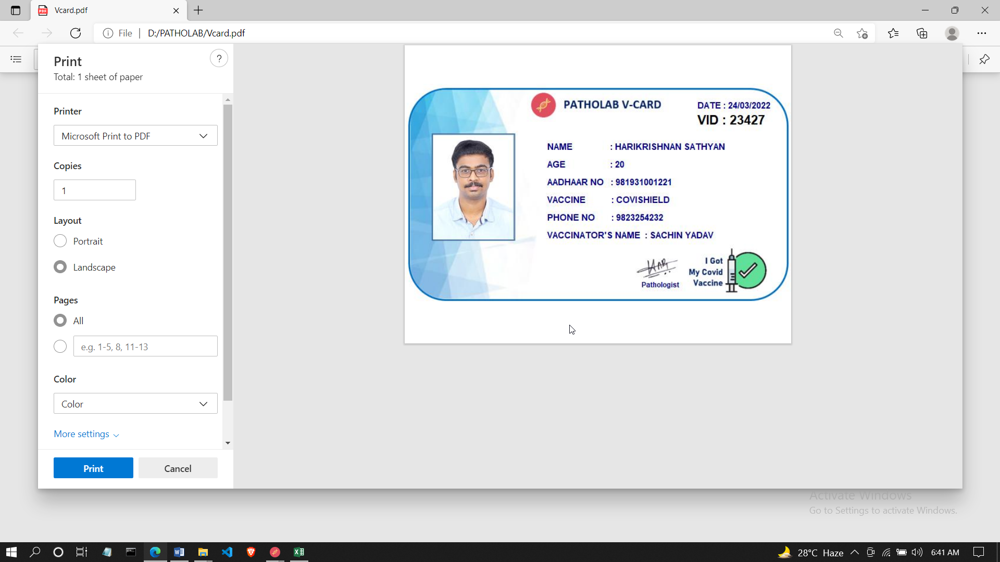 Vcard.pdf
File
D:/PATHOLAB/Vcard.pdf
Print
?
Total: 1 sheet of paper
Printer
Microsoft Print to PDF
Copies
1
Layout
Portrait
Landscape
Pages
All
e.g. 1-5, 8, 11-13
Color
Color
More settings
Print
Cancel
PATHOLAB V-CARD
DATE : 24/03/2022
VID : 23427
NAME : HARIKRISHNAN SATHYAN
AGE : 20
AADHAAR NO : 981931001221
VACCINE : COVISHIELD
PHONE NO : 9823254232
VACCINATOR'S NAME : SACHIN YADAV
Pathologist
I Got
My Covid
Vaccine
Activate Windows
Go to Settings to activate Windows.
28°C Haze
6:41 AM